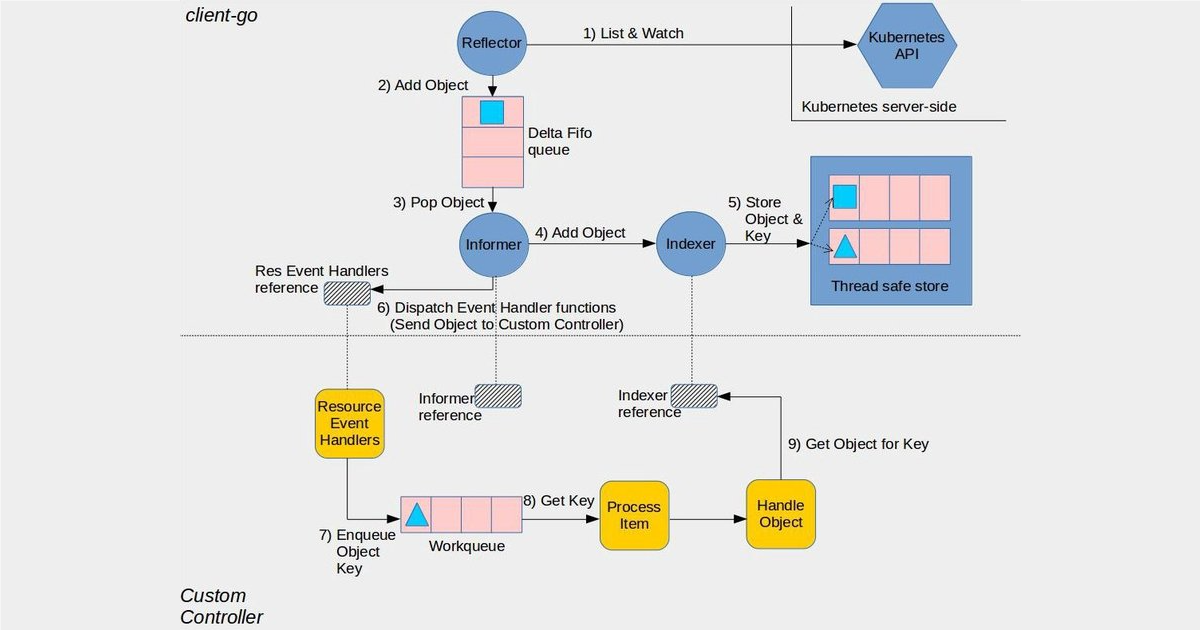 client-go
Reflector
1) List & Watch
Kubernetes
API
Kubernetes server-side
2) Add Object
Delta Fifo
queue
3) Pop Object
Informer
4) Add Object
Indexer
5) Store
Object &
Key
Thread safe store
Res Event Handlers
reference
6) Dispatch Event Handler functions
(Send Object to Custom Controller)
Resource
Event
Handlers
Informer
reference
Indexer
reference
9) Get Object for Key
7) Enqueue
Object
Key
Workqueue
8) Get Key
Process
Item
Handle
Object
Custom
Controller